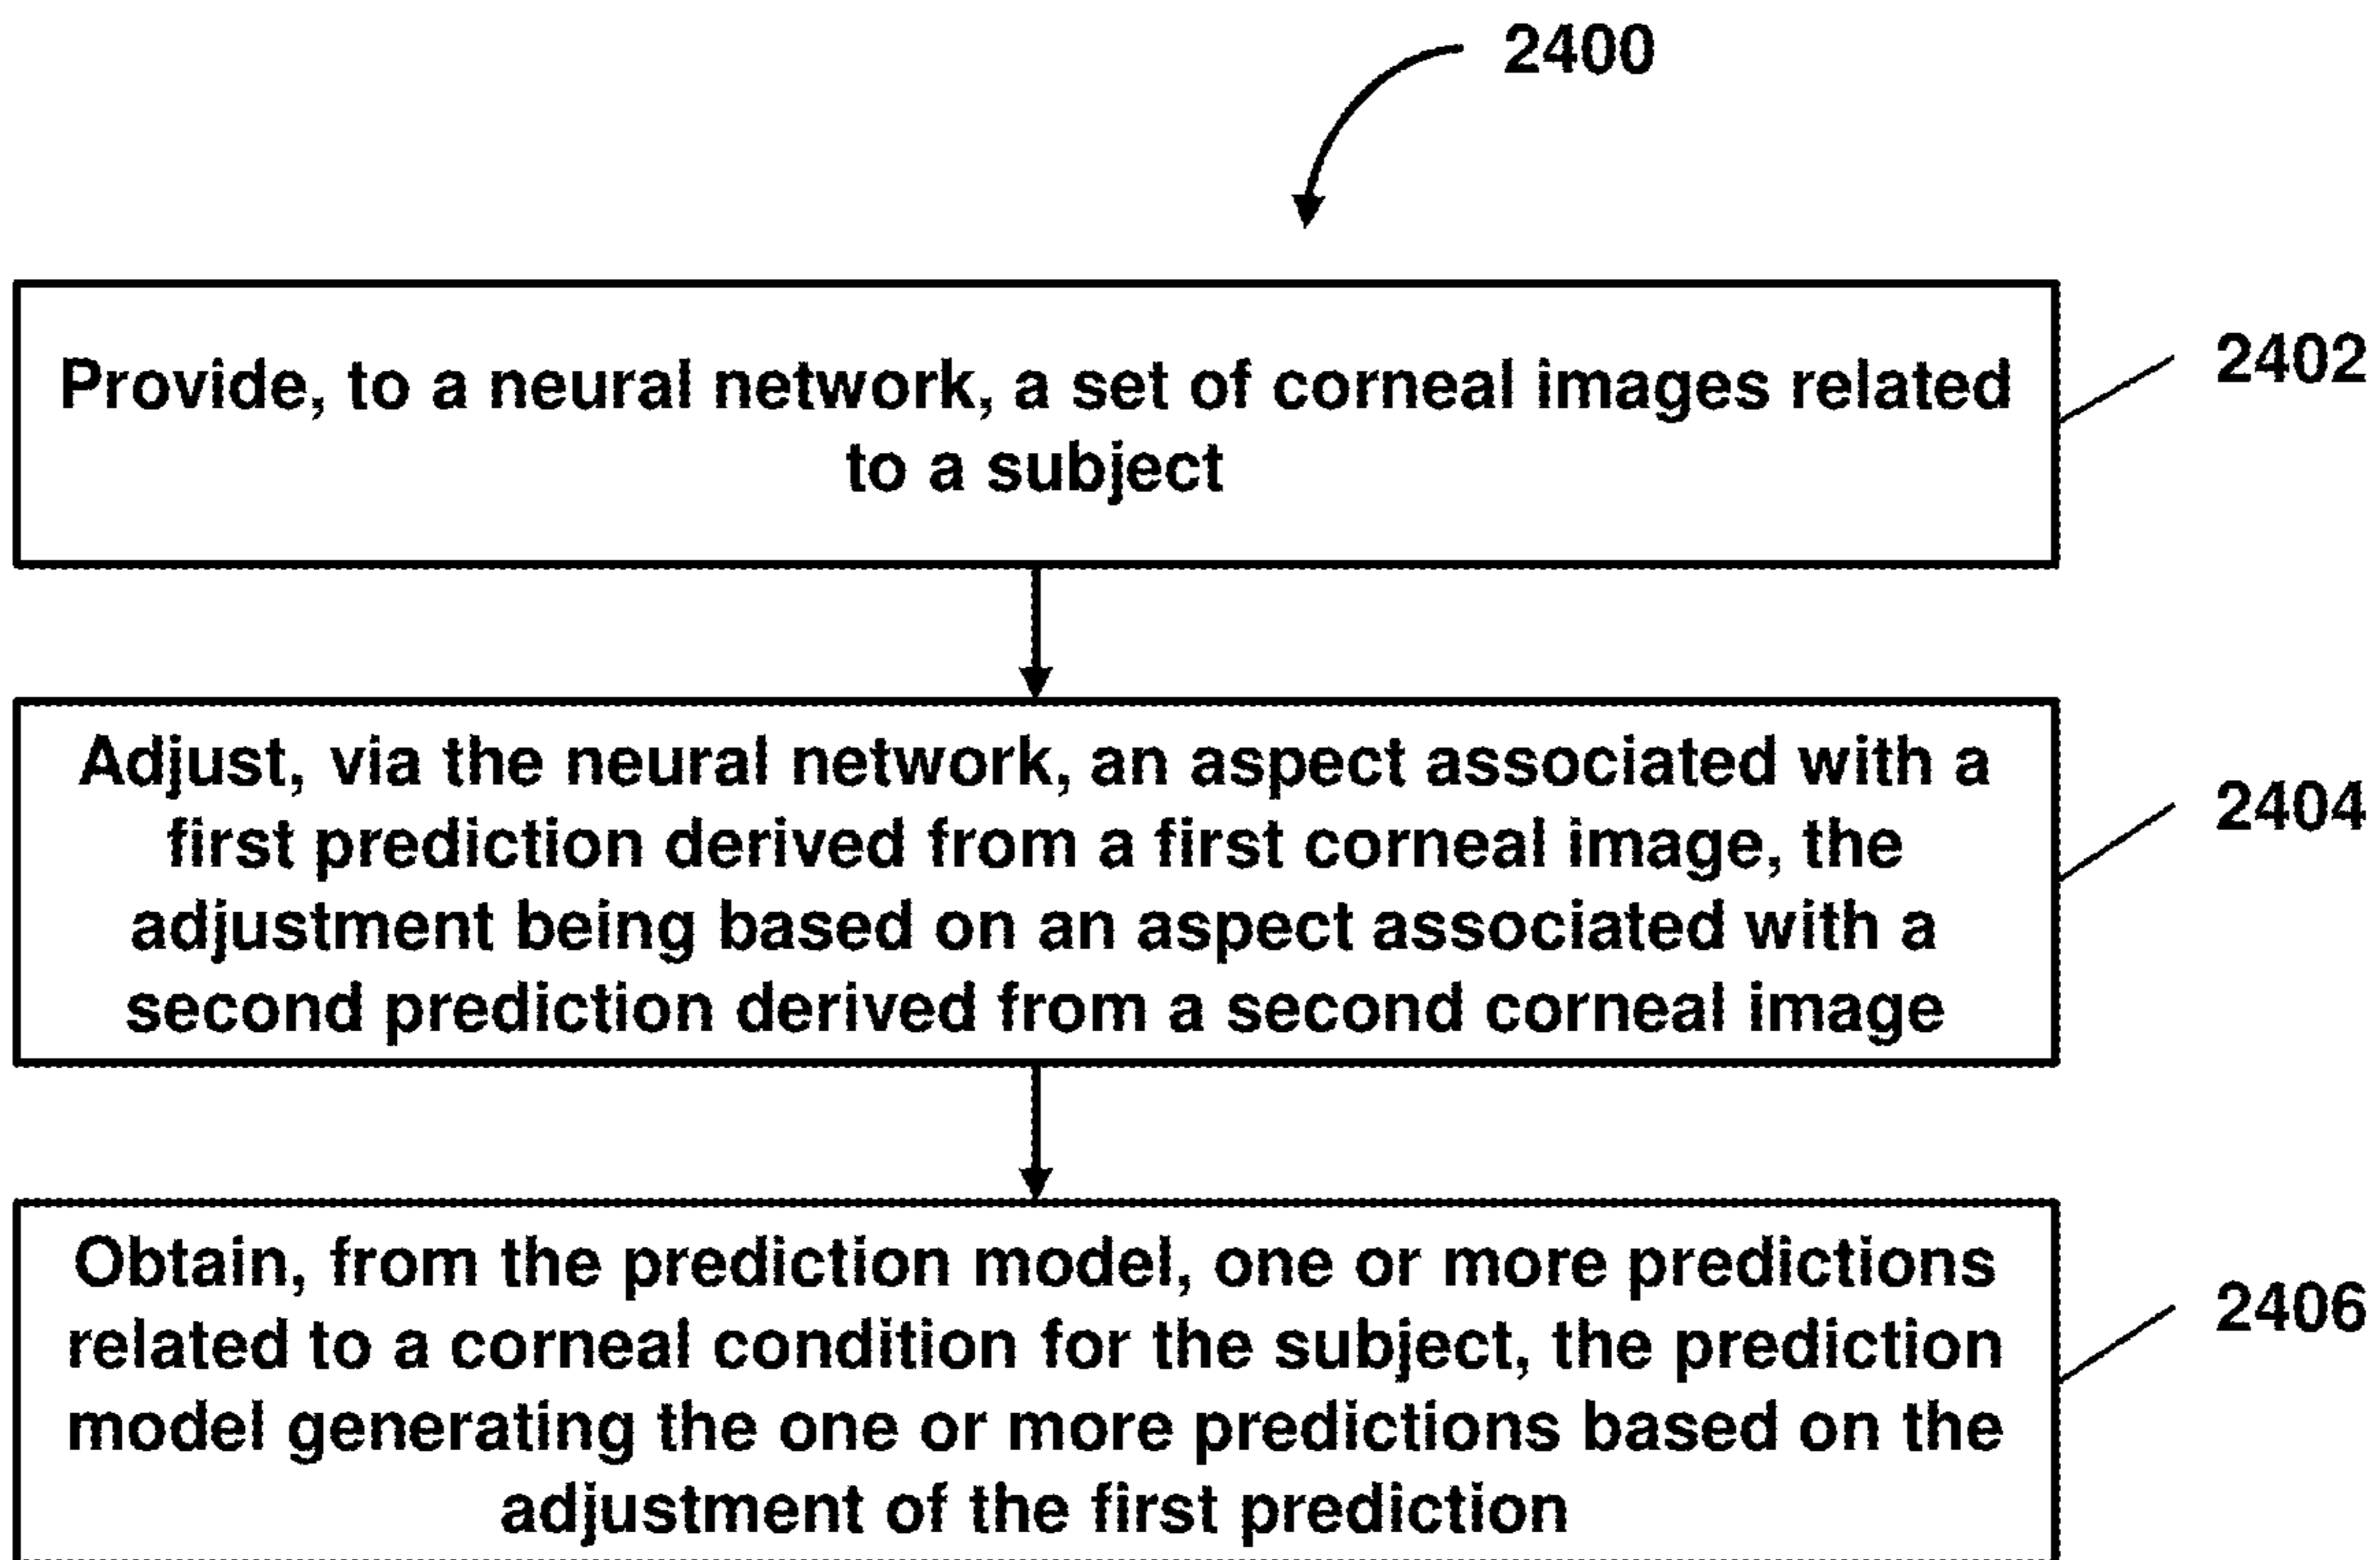 2400
Provide, to a neural network, a set of corneal images related
to a subject
2402
Adjust, via the neural network, an aspect associated with a
first prediction derived from a first corneal image, the
adjustment being based on an aspect associated with a
second prediction derived from a second corneal image
2404
Obtain, from the prediction model, one or more predictions
related to a corneal condition for the subject, the prediction
model generating the one or more predictions based on the
adjustment of the first prediction
2406